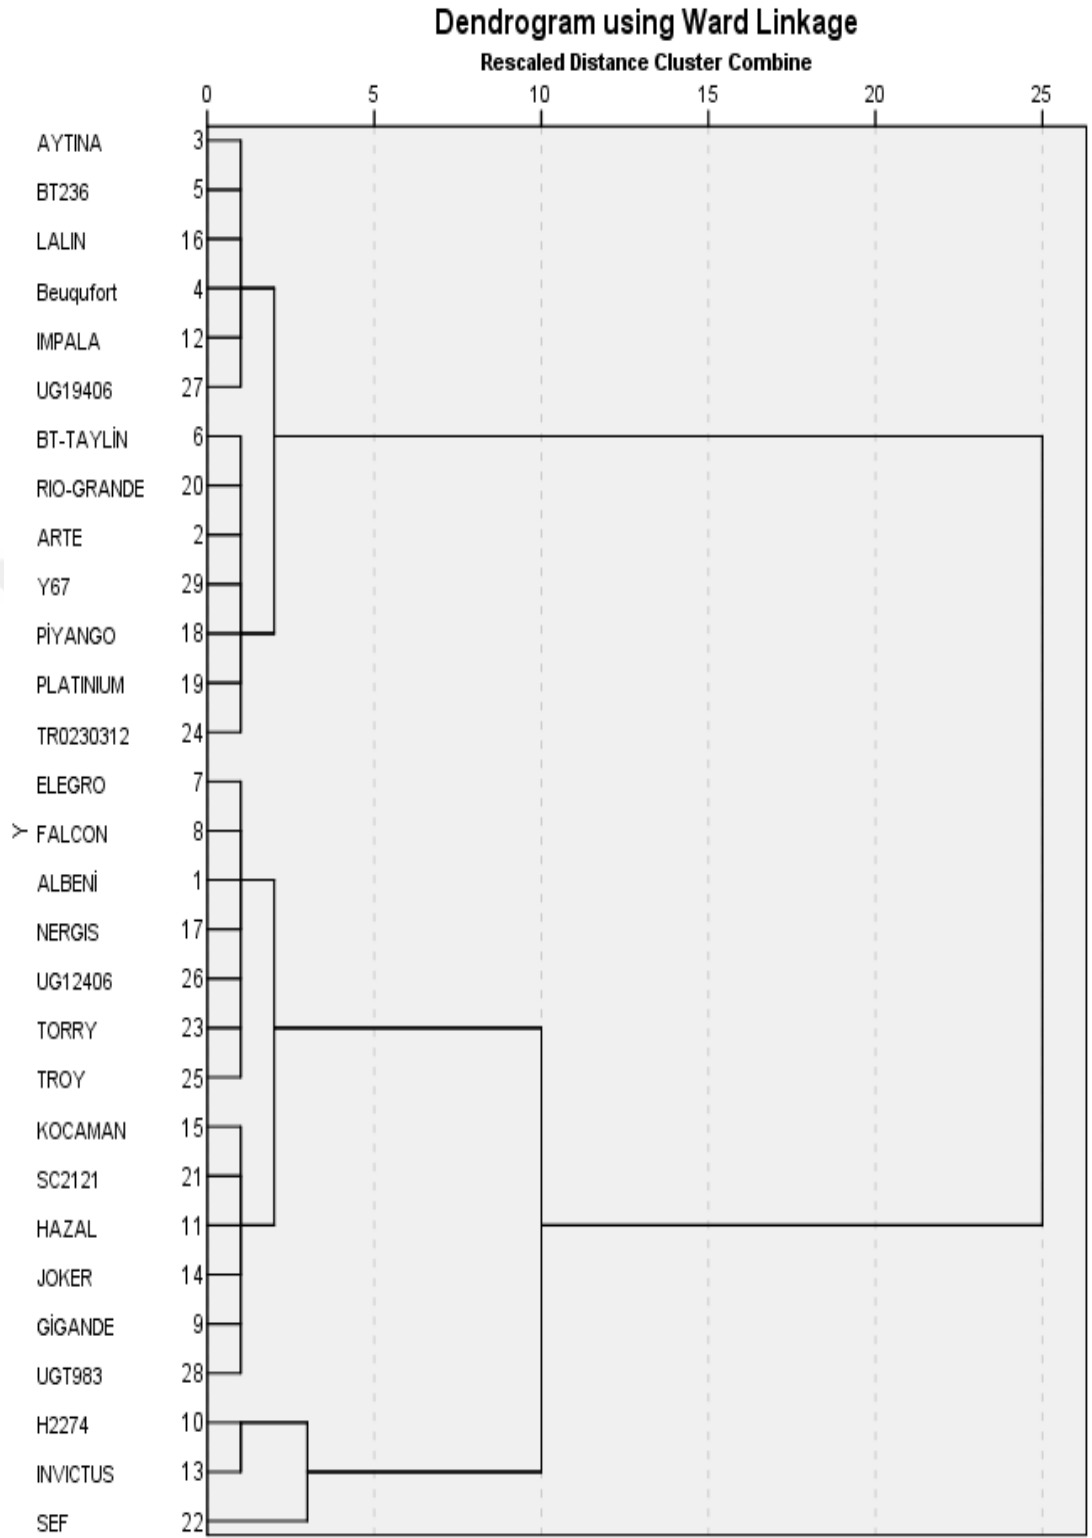 Dendrogram using Ward Linkage
Rescaled Distance Cluster Combine
0 5 10 15 20 25
AYTINA 3
BT236 5
LALIN 16
Beuqufort 4
IMPALA 12
UG19406 27
BT-TAYLİN 6
RIO-GRANDE 20
ARTE 2
Y67 29
PİYANGO 18
PLATINIUM 19
TR0230312 24
ELEGRO 7
Y
FALCON 8
ALBENİ 1
NERGIS 17
UG12406 26
TORRY 23
TROY 25
KOCAMAN 15
SC2121 21
HAZAL 11
JOKER 14
GİGANDE 9
UGT983 28
H2274 10
INVICTUS 13
SEF 22